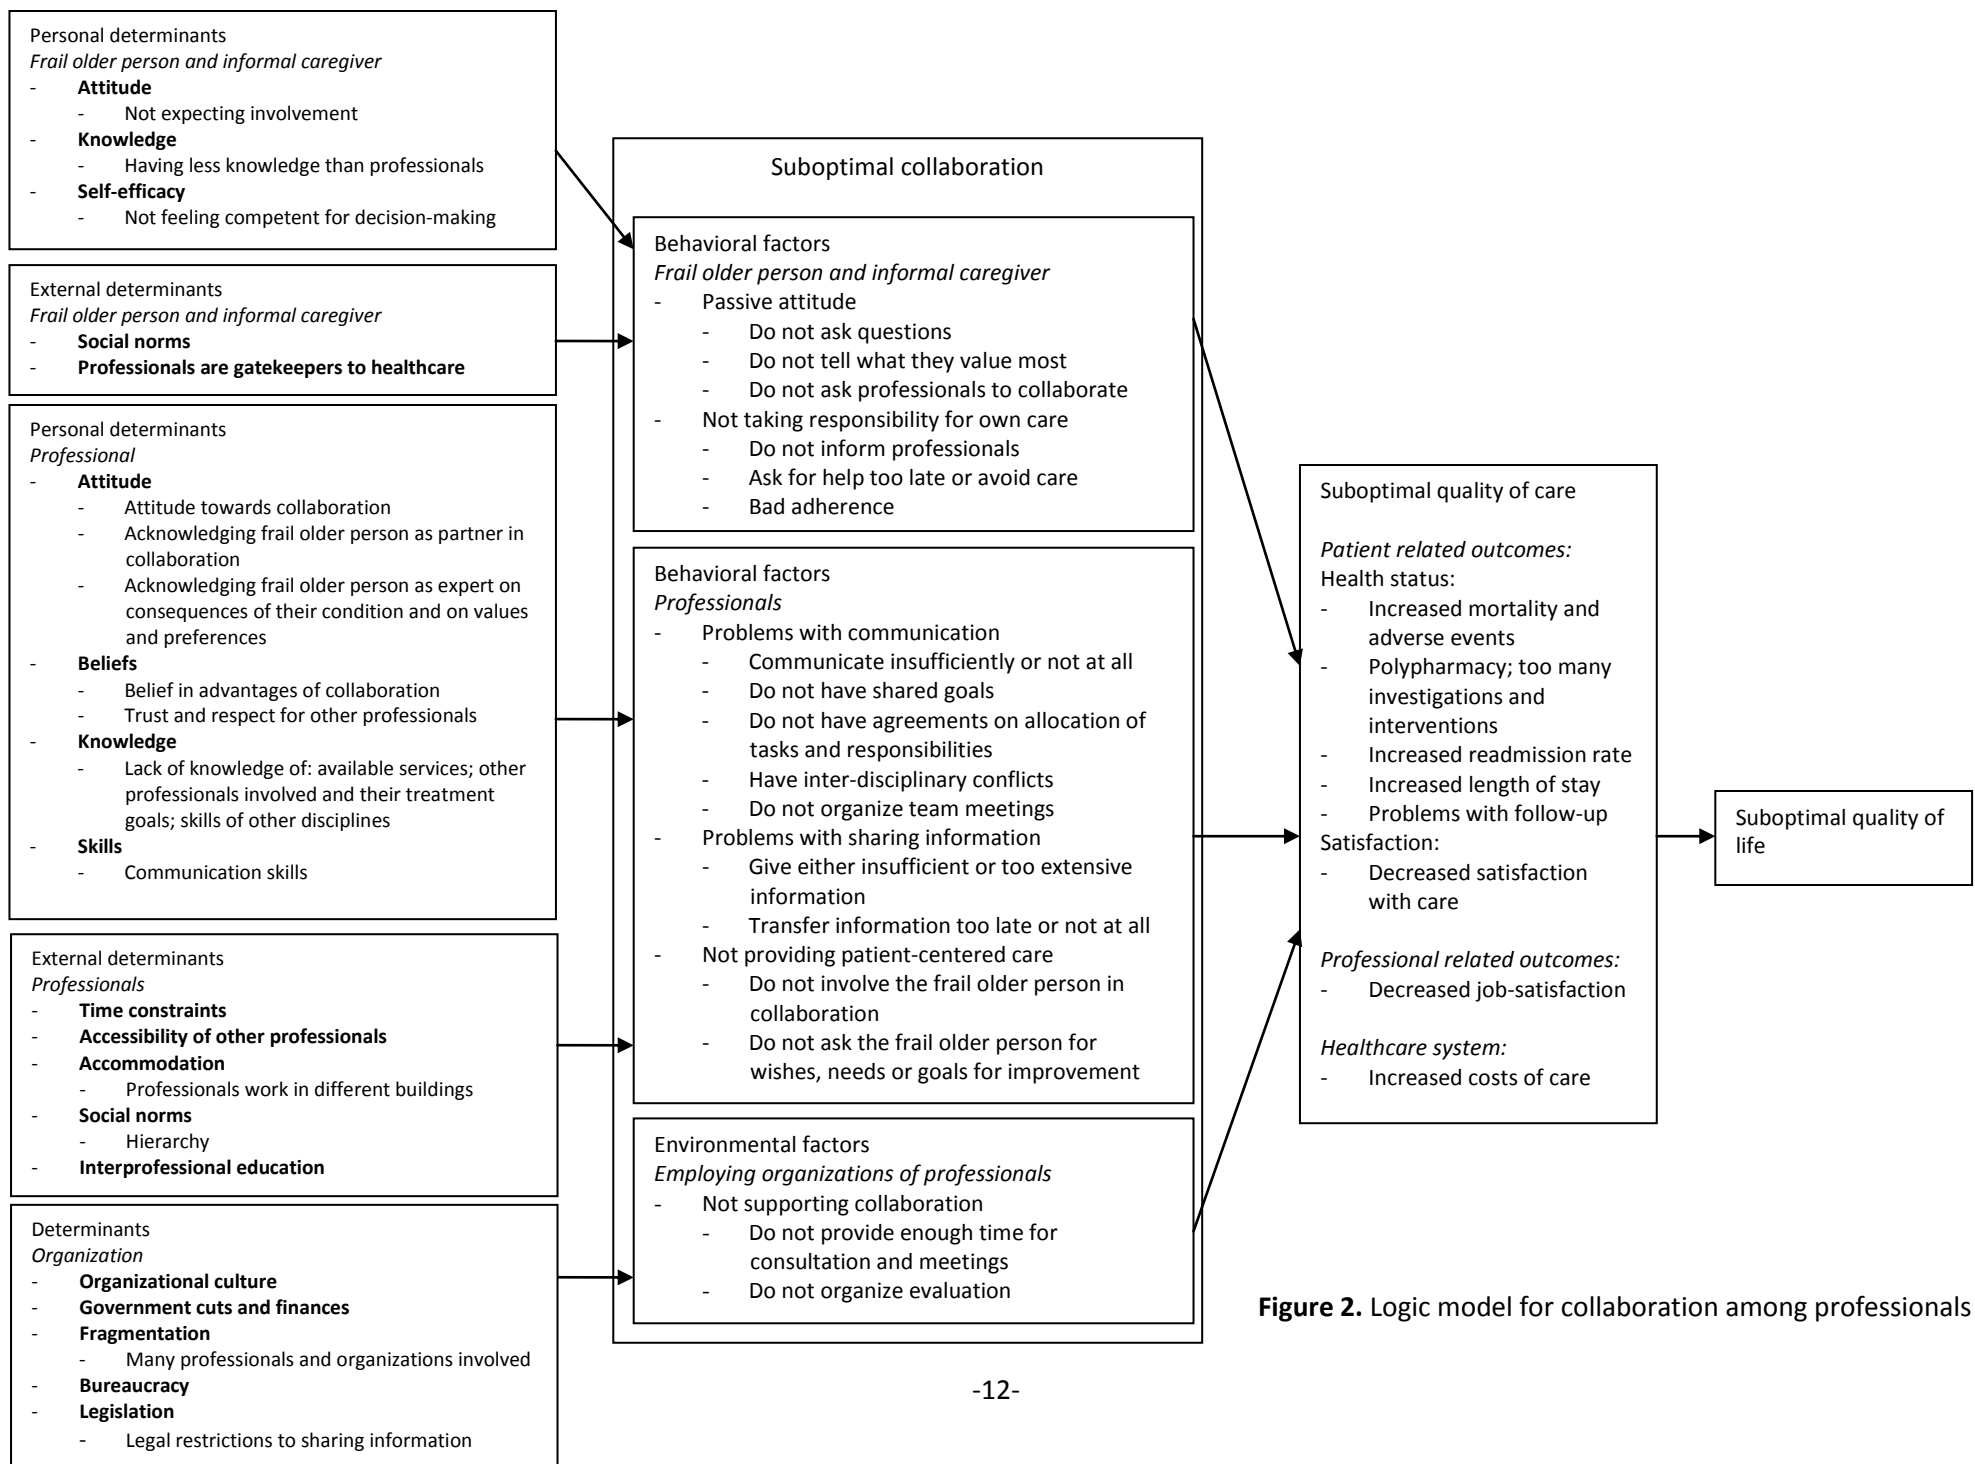 Personal determinants
Frail older person and informal caregiver
- Attitude
- Not expecting involvement
- Knowledge
- Having less knowledge than professionals
- Self-efficacy
- Not feeling competent for decision-making
External determinants
Frail older person and informal caregiver
- Social norms
- Professionals are gatekeepers to healthcare
Personal determinants
Professional
- Attitude
- Attitude towards collaboration
- Acknowledging frail older person as partner in
collaboration
- Acknowledging frail older person as expert on
consequences of their condition and on values
and preferences
- Beliefs
- Belief in advantages of collaboration
- Trust and respect for other professionals
- Knowledge
- Lack of knowledge of: available services; other
professionals involved and their treatment
goals; skills of other disciplines
- Skills
- Communication skills
External determinants
Professionals
- Time constraints
- Accessibility of other professionals
- Accommodation
- Professionals work in different buildings
- Social norms
- Hierarchy
- Interprofessional education
Determinants
Organization
- Organizational culture
- Government cuts and finances
- Fragmentation
- Many professionals and organizations involved
- Bureaucracy
- Legislation
- Legal restrictions to sharing information
Suboptimal collaboration
Behavioral factors
Frail older person and informal caregiver
- Passive attitude
- Do not ask questions
- Do not tell what they value most
- Do not ask professionals to collaborate
- Not taking responsibility for own care
- Do not inform professionals
- Ask for help too late or avoid care
- Bad adherence
Behavioral factors
Professionals
- Problems with communication
- Communicate insufficiently or not at all
- Do not have shared goals
- Do not have agreements on allocation of
tasks and responsibilities
- Have inter-disciplinary conflicts
- Do not organize team meetings
- Problems with sharing information
- Give either insufficient or too extensive
information
- Transfer information too late or not at all
- Not providing patient-centered care
- Do not involve the frail older person in
collaboration
- Do not ask the frail older person for
wishes, needs or goals for improvement
Environmental factors
Employing organizations of professionals
- Not supporting collaboration
- Do not provide enough time for
consultation and meetings
- Do not organize evaluation
Suboptimal quality of care
Patient related outcomes:
Health status:
- Increased mortality and
adverse events
- Polypharmacy; too many
investigations and
interventions
- Increased readmission rate
- Increased length of stay
- Problems with follow-up
Satisfaction:
- Decreased satisfaction
with care
Professional related outcomes:
- Decreased job-satisfaction
Healthcare system:
- Increased costs of care
Suboptimal quality of
life
Figure 2. Logic model for collaboration among professionals
-12-